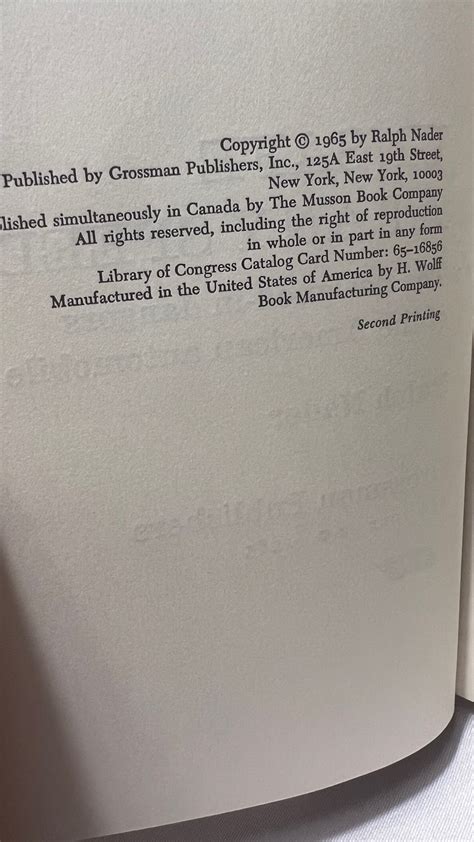 Copyright © 1965 by Ralph Nader
Published by Grossman Publishers, Inc., 125A East 19th Street,
New York, New York, 10003
lished simultaneously in Canada by The Musson Book Company
All rights reserved, including the right of reproduction
in whole or in part in any form
Library of Congress Catalog Card Number: 65-16856
Manufactured in the United States of America by H. Wolff
Book Manufacturing Company.
Second Printing